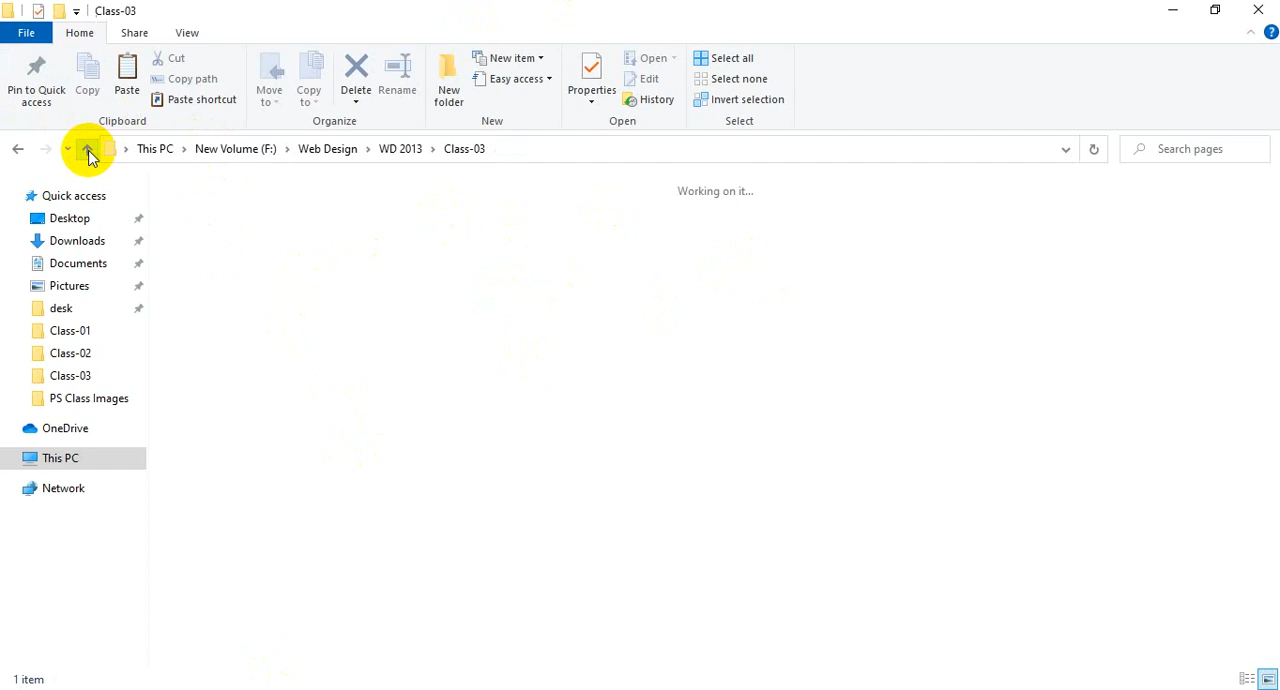 Class-03
File Home Share View
Pin to Quick access
Copy
Paste
Cut
Copy path
Paste shortcut
Clipboard
Move to
Copy to
Delete
Rename
Organize
New folder
New item
Easy access
New
Properties
Open
Edit
History
Open
Select all
Select none
Invert selection
Select
This PC > New Volume (F:) > Web Design > WD 2013 > Class-03
Search pages
Working on it...
Quick access
Desktop
Downloads
Documents
Pictures
desk
Class-01
Class-02
Class-03
PS Class Images
OneDrive
This PC
Network
1 item